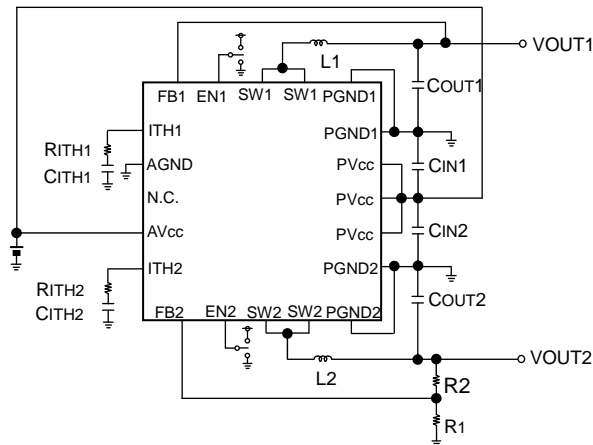 VOUT1
L1
COUT1
FB1 EN1 SW1 SW1 PGND1
ITH1
RITH1
CITH1
AGND
N.C.
AVcc
ITH2
RITH2
CITH2
PGND1
PVcc
PVcc
PVcc
PGND2
CIN1
CIN2
COUT2
FB2 EN2 SW2 SW2 PGND2
L2
VOUT2
R2
R1